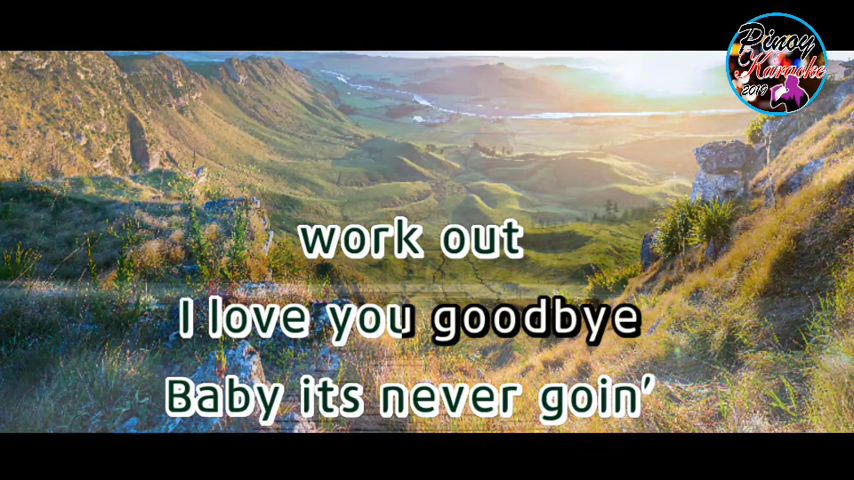 Pinoy
Karaoke
2019
work out
I love you goodbye
Baby its never goin'